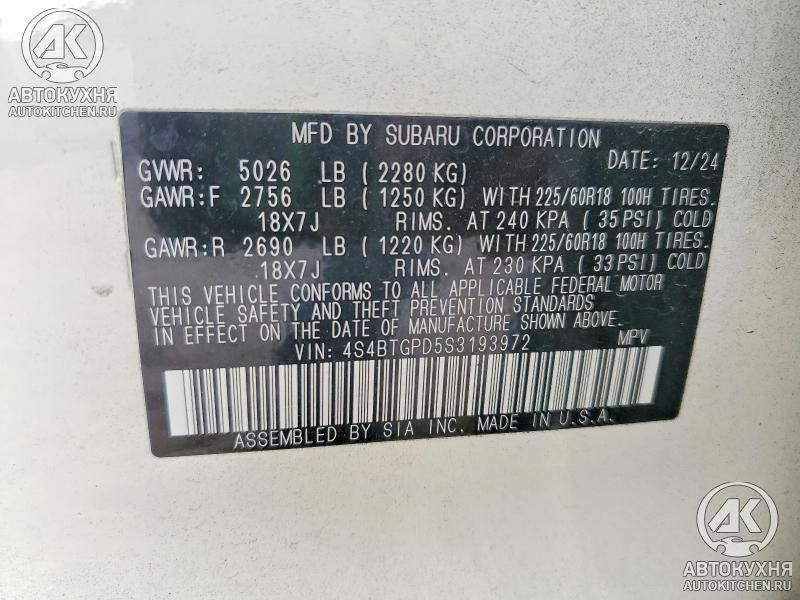 AK
АВТОКУХНЯ
AUTOKITCHEN.RU
MFD BY SUBARU CORPORATION
DATE: 12/24
GVWR: 5026 LB ( 2280 KG)
GAWR:F 2756 LB ( 1250 KG) WITH 225/60R18 100H TIRES.
18X7J RIMS. AT 240 KPA ( 35 PSI) COLD
GAWR:R 2690 LB ( 1220 KG) WITH 225/60R18 100H TIRES.
18X7J RIMS. AT 230 KPA ( 33 PSI) COLD
THIS VEHICLE CONFORMS TO ALL APPLICABLE FEDERAL MOTOR
VEHICLE SAFETY AND THEFT PREVENTION STANDARDS
IN EFFECT ON THE DATE OF MANUFACTURE SHOWN ABOVE.
VIN: 4S4BTGPD5S3193972 MPV
ASSEMBLED BY SIA INC. MADE IN U.S.A.
AK
АВТОКУХНЯ
AUTOKITCHEN.RU